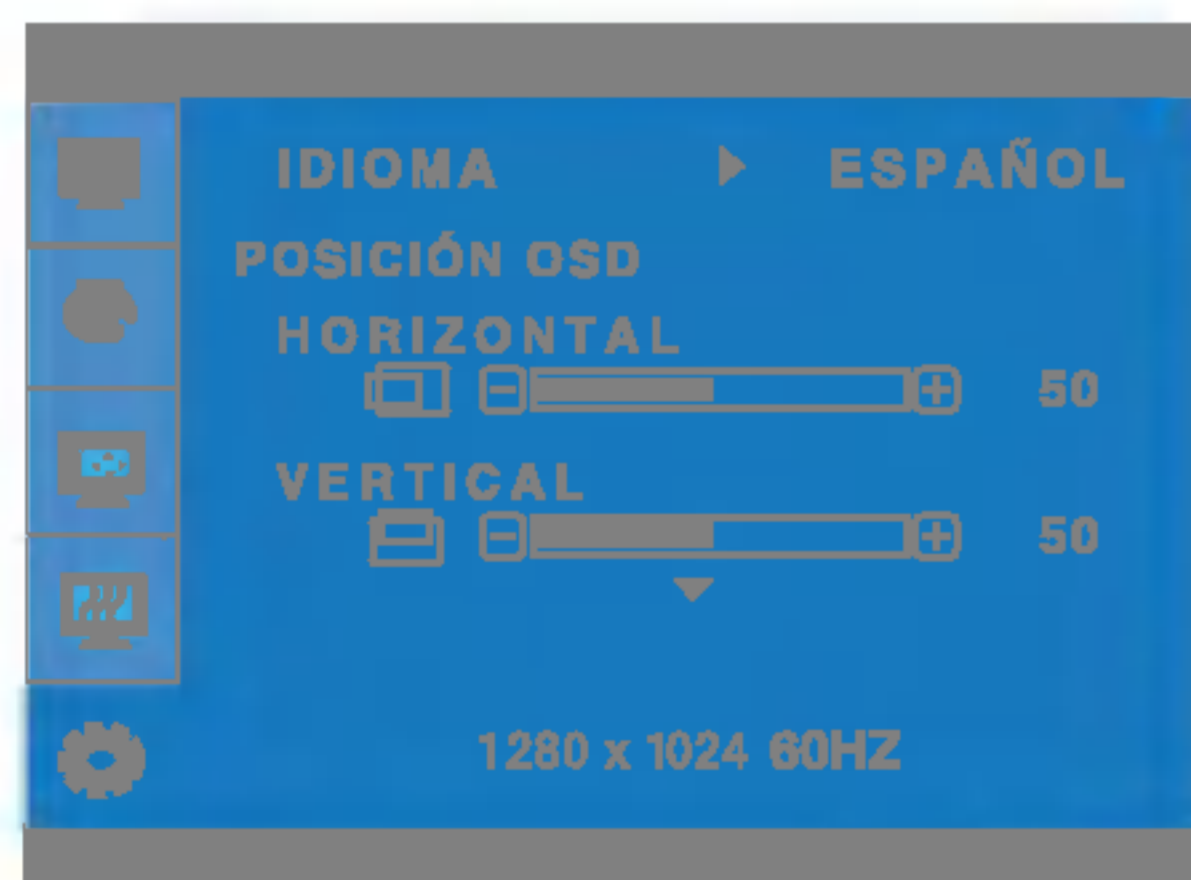 IDIOMA ESPAÑOL
POSICIÓN OSD
HORIZONTAL
50
VERTICAL
50
1280 x 1024 60HZ